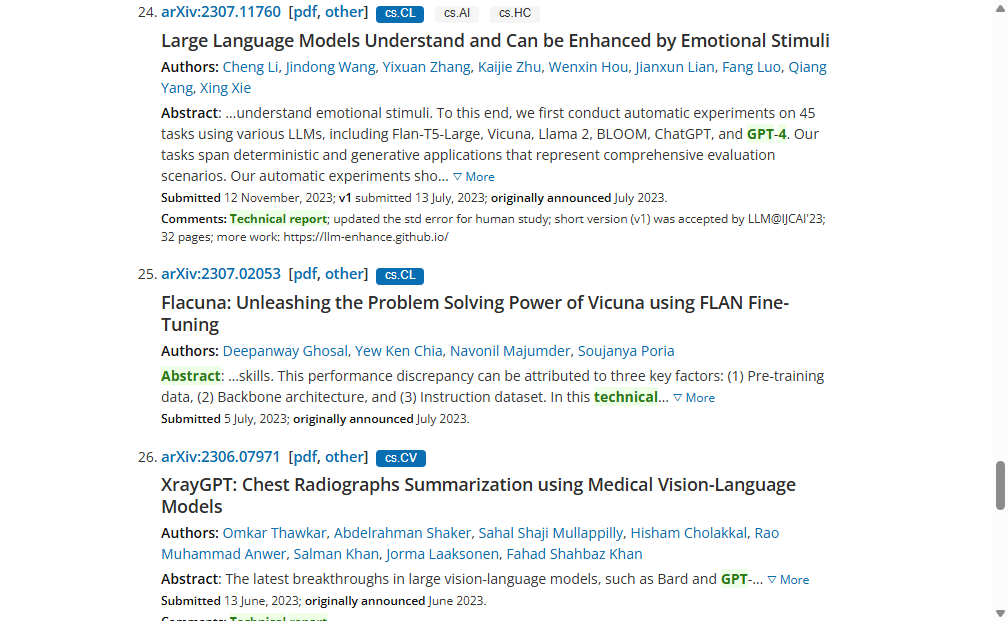 24. arXiv:2307.11760 [pdf, other] cs.CL cs.AI cs.HC
Large Language Models Understand and Can be Enhanced by Emotional Stimuli
Authors: Cheng Li, Jindong Wang, Yixuan Zhang, Kaijie Zhu, Wenxin Hou, Jianxun Lian, Fang Luo, Qiang
Yang, Xing Xie
Abstract: …understand emotional stimuli. To this end, we first conduct automatic experiments on 45
tasks using various LLMs, including Flan-T5-Large, Vicuna, Llama 2, BLOOM, ChatGPT, and GPT-4. Our
tasks span deterministic and generative applications that represent comprehensive evaluation
scenarios. Our automatic experiments sho… ▽ More
Submitted 12 November, 2023; v1 submitted 13 July, 2023; originally announced July 2023.
Comments: Technical report; updated the std error for human study; short version (v1) was accepted by LLM@IJCAI'23;
32 pages; more work: https://llm-enhance.github.io/
25. arXiv:2307.02053 [pdf, other] cs.CL
Flacuna: Unleashing the Problem Solving Power of Vicuna using FLAN Fine-
Tuning
Authors: Deepanway Ghosal, Yew Ken Chia, Navonil Majumder, Soujanya Poria
Abstract: …skills. This performance discrepancy can be attributed to three key factors: (1) Pre-training
data, (2) Backbone architecture, and (3) Instruction dataset. In this technical… ▽ More
Submitted 5 July, 2023; originally announced July 2023.
26. arXiv:2306.07971 [pdf, other] cs.CV
XrayGPT: Chest Radiographs Summarization using Medical Vision-Language
Models
Authors: Omkar Thawkar, Abdelrahman Shaker, Sahal Shaji Mullappilly, Hisham Cholakkal, Rao
Muhammad Anwer, Salman Khan, Jorma Laaksonen, Fahad Shahbaz Khan
Abstract: The latest breakthroughs in large vision-language models, such as Bard and GPT-… ▽ More
Submitted 13 June, 2023; originally announced June 2023.
Comments: Technical report